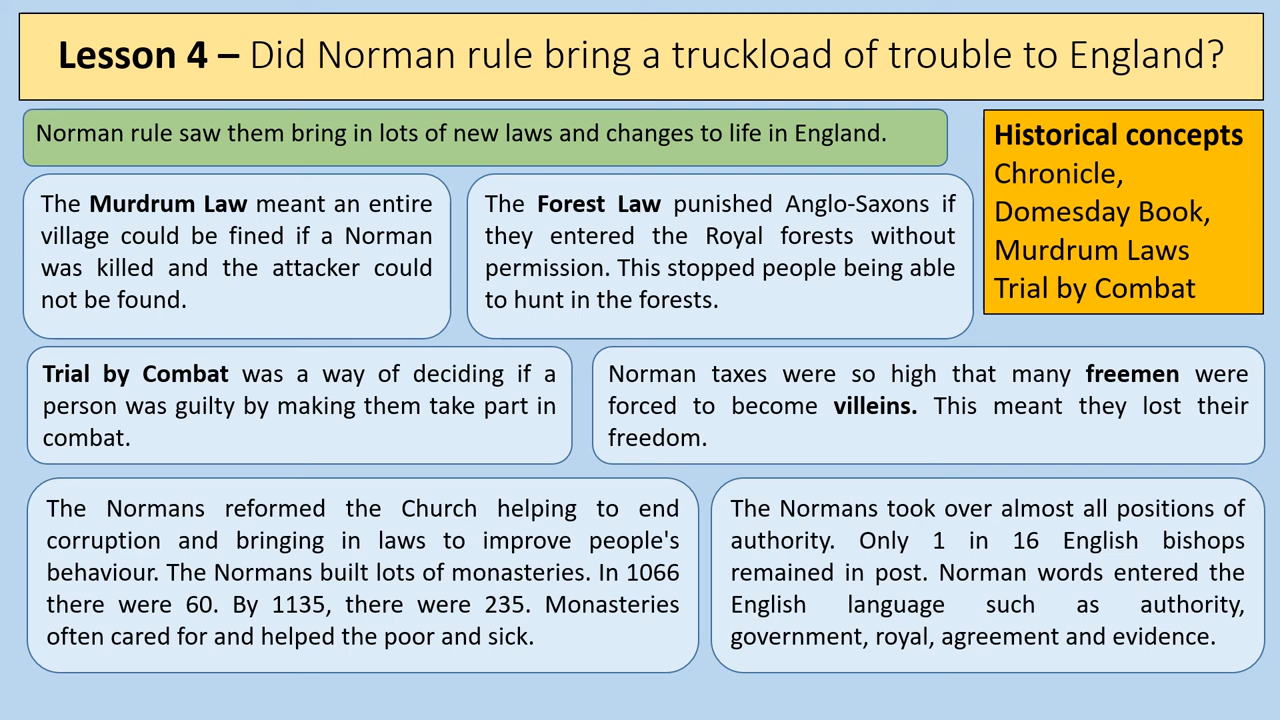 Lesson 4 – Did Norman rule bring a truckload of trouble to England?
Norman rule saw them bring in lots of new laws and changes to life in England.
Historical concepts
Chronicle,
Domesday Book,
Murdrum Laws
Trial by Combat
The Murdrum Law meant an entire
village could be fined if a Norman
was killed and the attacker could
not be found.
The Forest Law punished Anglo-Saxons if
they entered the Royal forests without
permission. This stopped people being able
to hunt in the forests.
Trial by Combat was a way of deciding if a
person was guilty by making them take part in
combat.
Norman taxes were so high that many freemen were
forced to become villeins. This meant they lost their
freedom.
The Normans reformed the Church helping to end
corruption and bringing in laws to improve people's
behaviour. The Normans built lots of monasteries. In 1066
there were 60. By 1135, there were 235. Monasteries
often cared for and helped the poor and sick.
The Normans took over almost all positions of
authority. Only 1 in 16 English bishops
remained in post. Norman words entered the
English language such as authority,
government, royal, agreement and evidence.